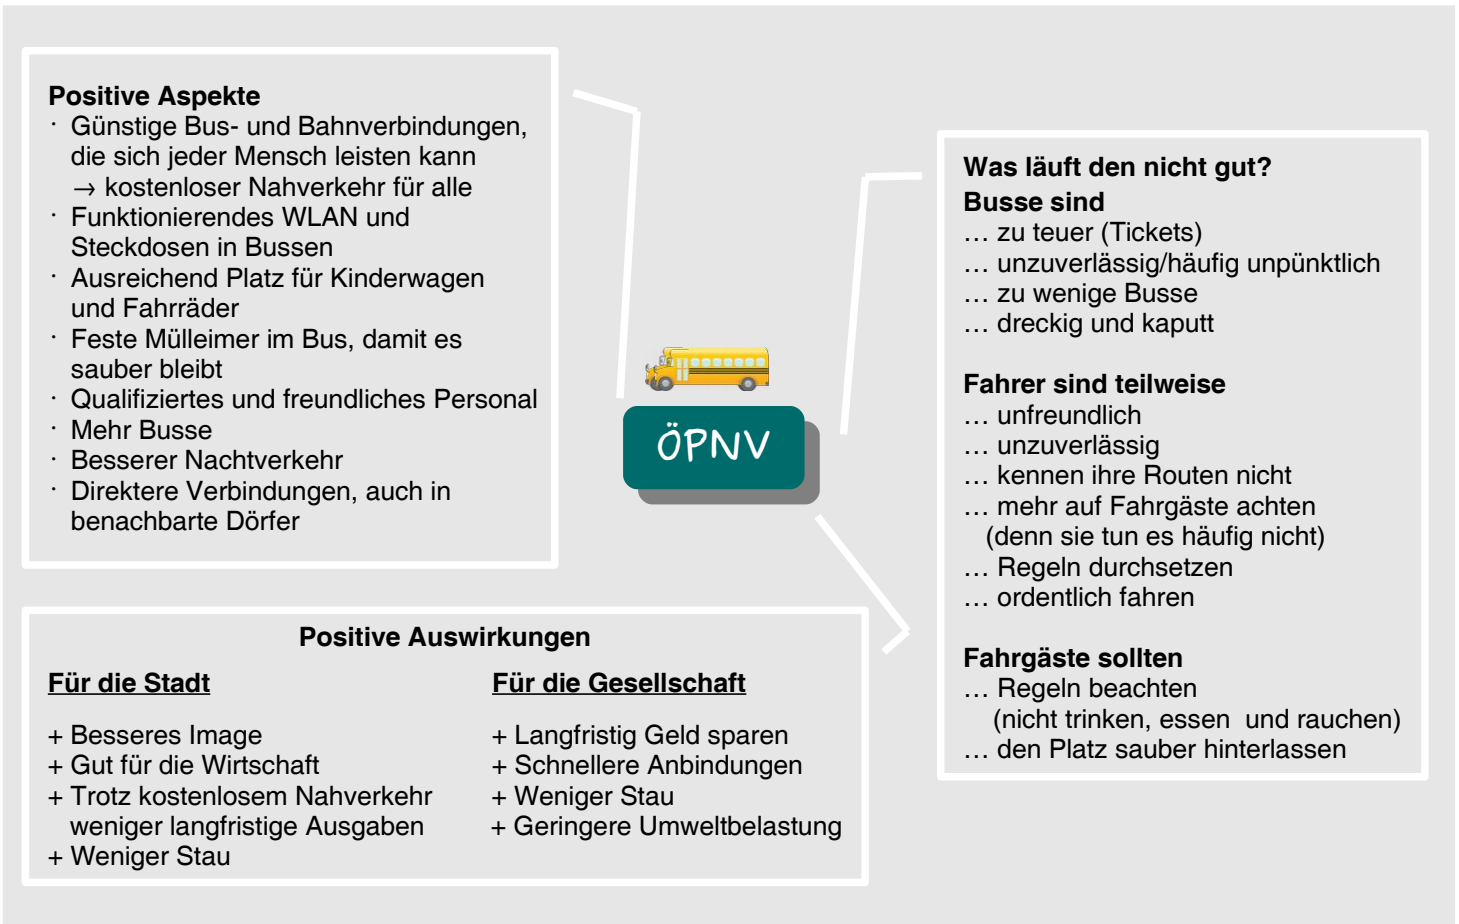 Positive Aspekte
· Günstige Bus- und Bahnverbindungen,
die sich jeder Mensch leisten kann
→ kostenloser Nahverkehr für alle
· Funktionierendes WLAN und
Steckdosen in Bussen
· Ausreichend Platz für Kinderwagen
und Fahrräder
· Feste Mülleimer im Bus, damit es
sauber bleibt
· Qualifiziertes und freundliches Personal
· Mehr Busse
· Besserer Nachtverkehr
· Direktere Verbindungen, auch in
benachbarte Dörfer
ÖPNV
Was läuft den nicht gut?
Busse sind
… zu teuer (Tickets)
… unzuverlässig/häufig unpünktlich
… zu wenige Busse
… dreckig und kaputt
Fahrer sind teilweise
… unfreundlich
… unzuverlässig
… kennen ihre Routen nicht
… mehr auf Fahrgäste achten
(denn sie tun es häufig nicht)
… Regeln durchsetzen
… ordentlich fahren
Fahrgäste sollten
… Regeln beachten
(nicht trinken, essen und rauchen)
… den Platz sauber hinterlassen
Positive Auswirkungen
Für die Stadt
+ Besseres Image
+ Gut für die Wirtschaft
+ Trotz kostenlosem Nahverkehr
weniger langfristige Ausgaben
+ Weniger Stau
Für die Gesellschaft
+ Langfristig Geld sparen
+ Schnellere Anbindungen
+ Weniger Stau
+ Geringere Umweltbelastung